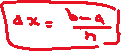 Δx = (b-a)/n